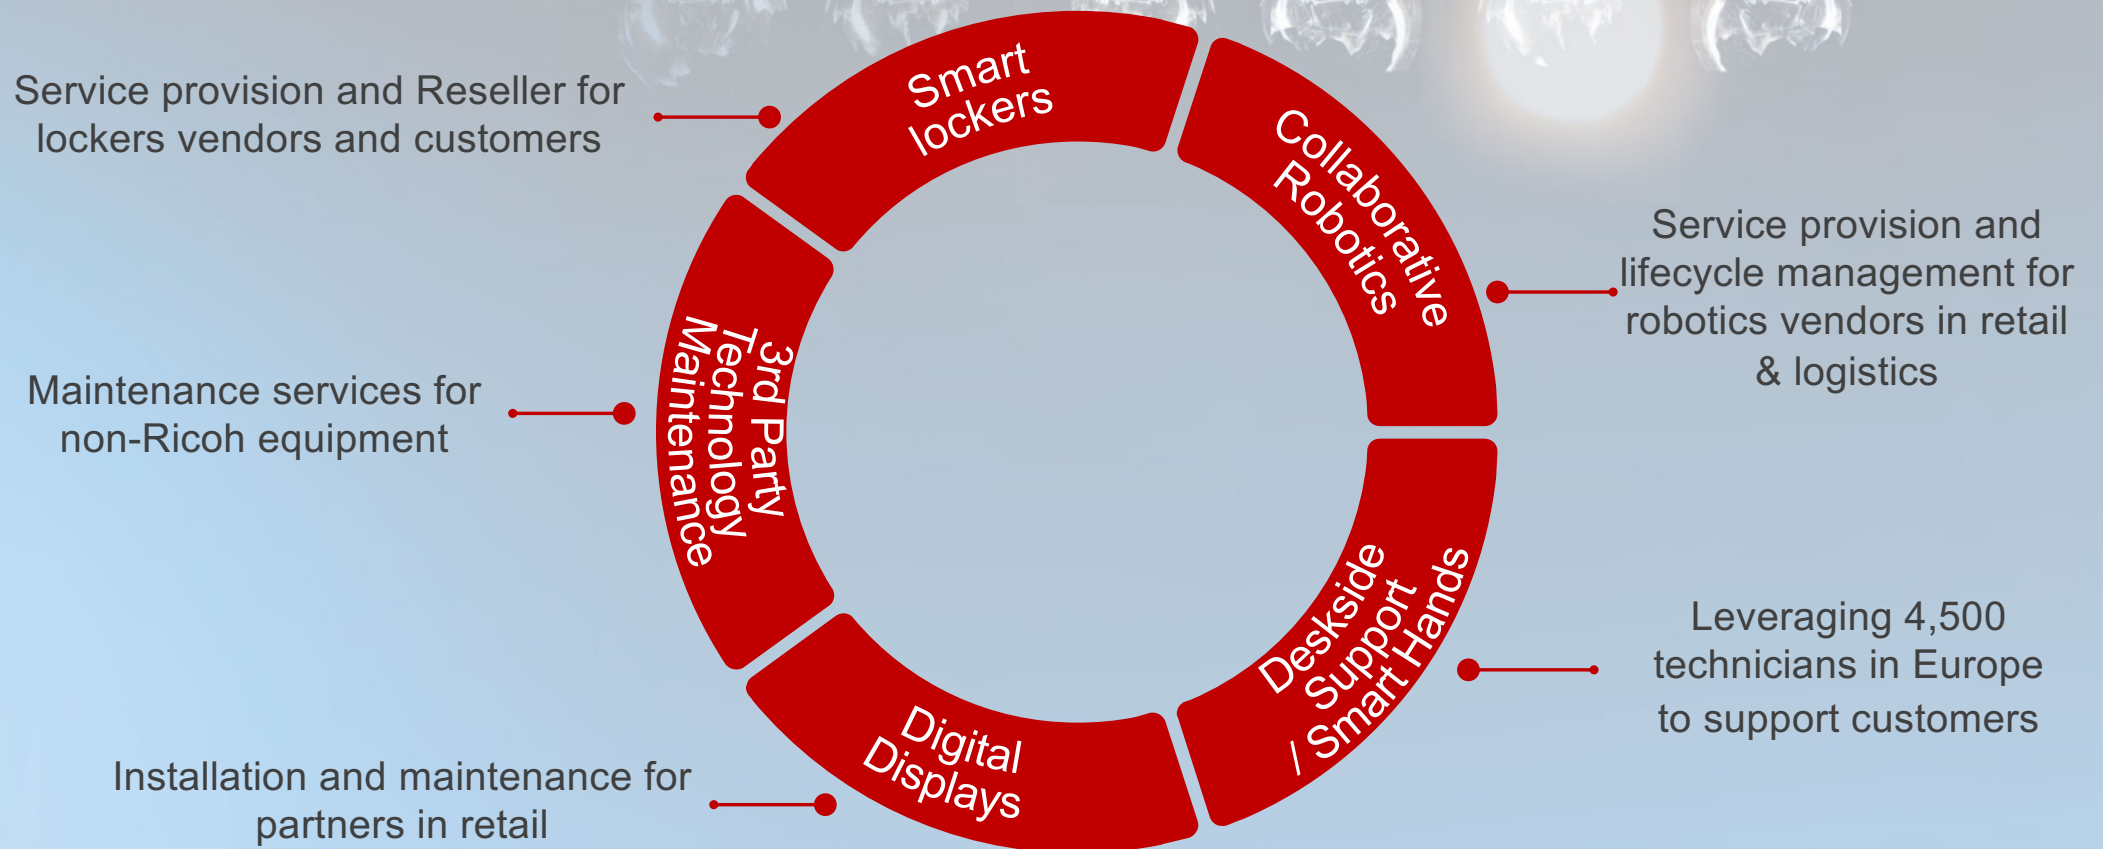 Service provision and Reseller for
lockers vendors and customers
Smart
lockers
Collaborative
Robotics
Service provision and
lifecycle management for
robotics vendors in retail
& logistics
Maintenance services for
non-Ricoh equipment
3rd Party
Technology
Maintenance
Deskside
Support
/ Smart Hands
Leveraging 4,500
technicians in Europe
to support customers
Digital
Displays
Installation and maintenance for
partners in retail